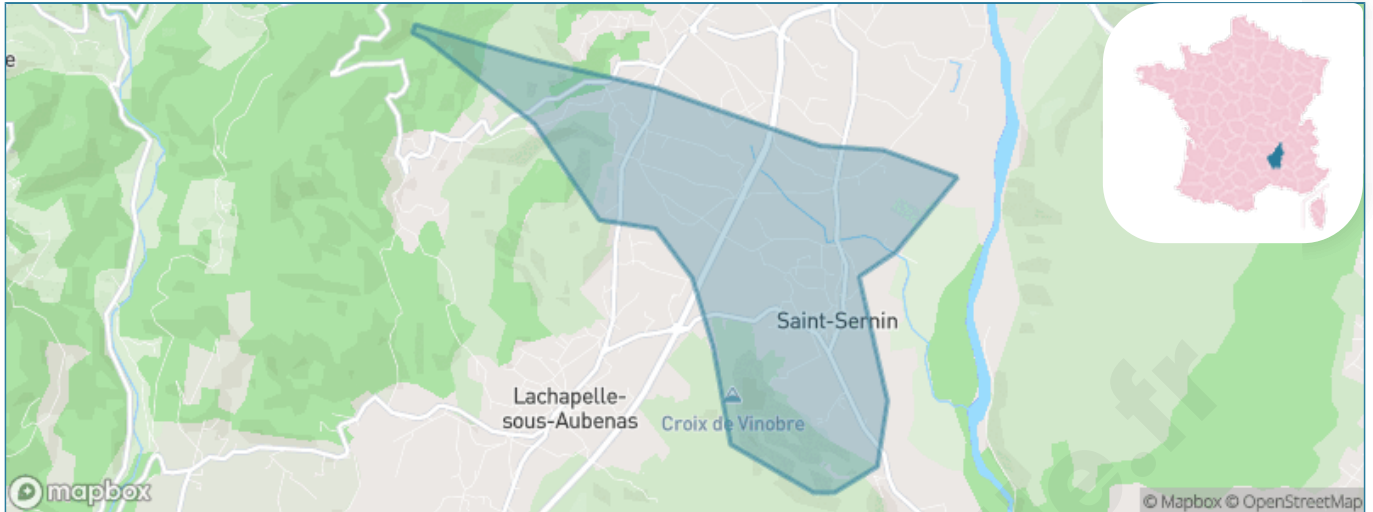 e
Saint-Sernin
Lachapelle-
sous-Aubenas
Croix de Vinobre
mapbox
© Mapbox © OpenStreetMap